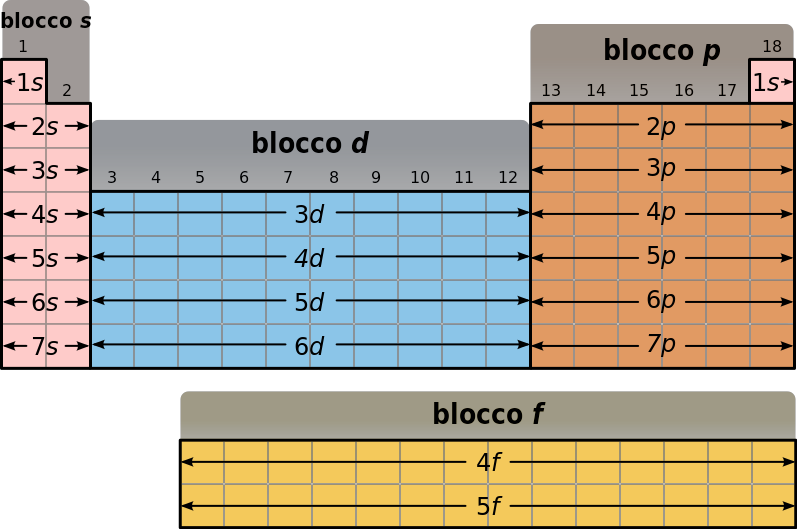 blocco s
1
2
1s
2s
3s
4s
5s
6s
7s
blocco d
3 4 5 6 7 8 9 10 11 12
3d
4d
5d
6d
blocco p
18
13 14 15 16 17
1s
2p
3p
4p
5p
6p
7p
blocco f
4f
5f